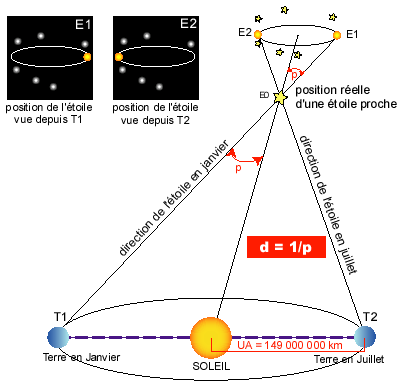 E1
E2
position de l'étoile
vue depuis T1
position de l'étoile
vue depuis T2
E2
E1
p
E0
position réelle
d'une étoile proche
direction de l'étoile en janvier
p
direction de l'étoile en juillet
d = 1/p
T1
T2
UA = 149 000 000 km
Terre en Janvier
SOLEIL
Terre en Juillet